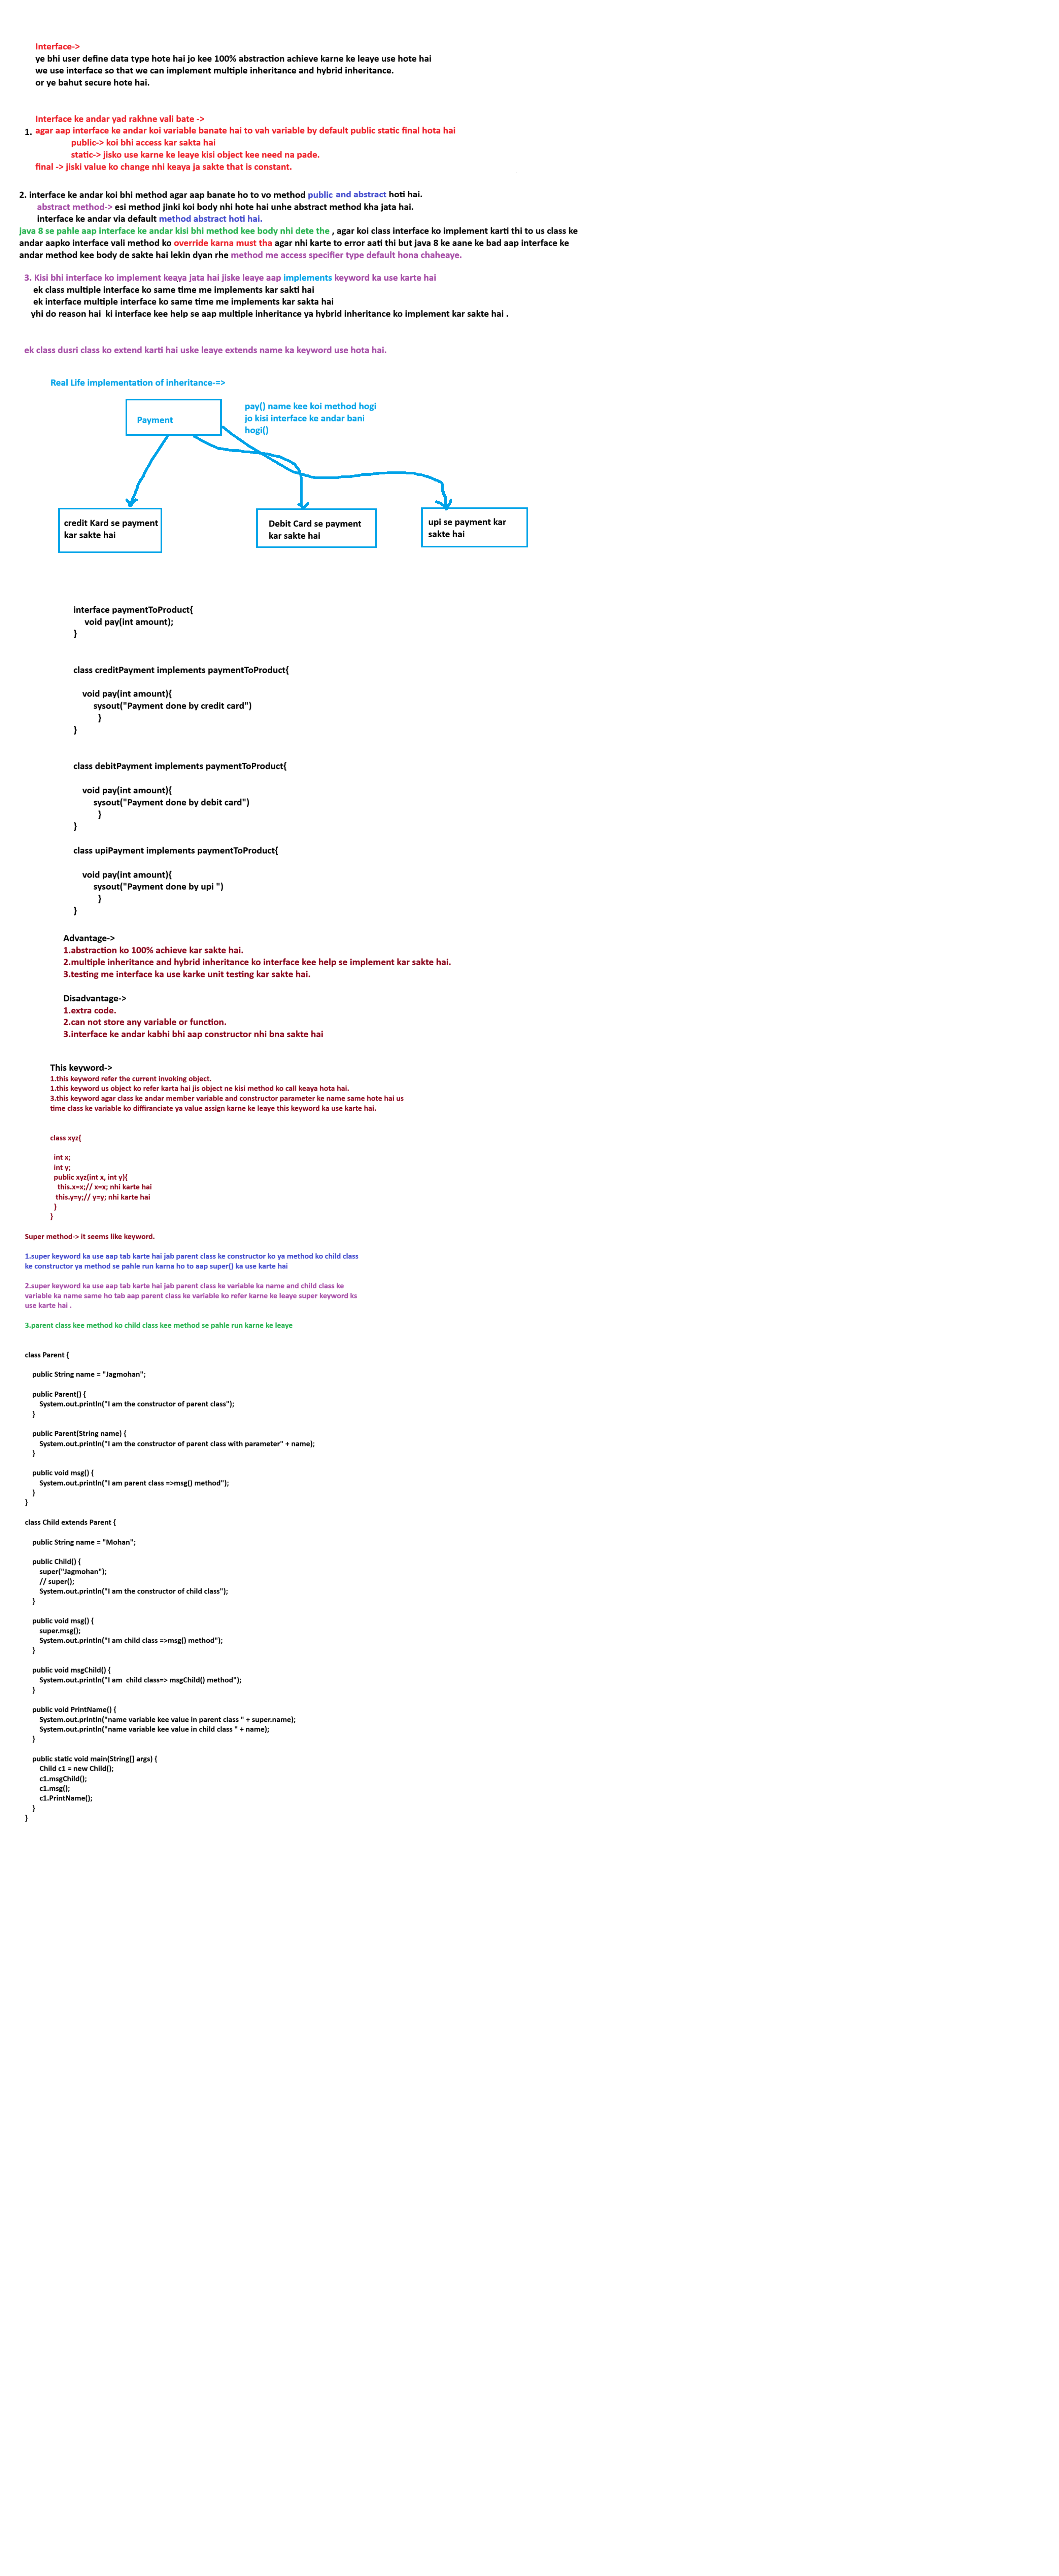 Interface->
ye bhi user define data type hote hai jo kee 100% abstraction achieve karne ke leaye use hote hai
we use interface so that we can implement multiple inheritance and hybrid inheritance.
or ye bahut secure hote hai.
Interface ke andar yad rakhne vali bate ->
1. agar aap interface ke andar koi variable banate hai to vah variable by default public static final hota hai
public-> koi bhi access kar sakta hai
static-> jisko use karne ke leaye kisi object kee need na pade.
final -> jiski value ko change nhi keaya ja sakte that is constant.
2. interface ke andar koi bhi method agar aap banate ho to vo method public and abstract hoti hai.
abstract method-> esi method jinki koi body nhi hote hai unhe abstract method kha jata hai.
interface ke andar via default method abstract hoti hai.
java 8 se pahle aap interface ke andar kisi bhi method kee body nhi dete the , agar koi class interface ko implement karti thi to us class ke
andar aapko interface vali method ko override karna must tha agar nhi karte to error aati thi but java 8 ke aane ke bad aap interface ke
andar method kee body de sakte hai lekin dyan rhe method me access specifier type default hona chaheaye.
3. Kisi bhi interface ko implement keaya jata hai jiske leaye aap implements keyword ka use karte hai
ek class multiple interface ko same time me implements kar sakti hai
ek interface multiple interface ko same time me implements kar sakta hai
yhi do reason hai ki interface kee help se aap multiple inheritance ya hybrid inheritance ko implement kar sakte hai .
ek class dusri class ko extend karti hai uske leaye extends name ka keyword use hota hai.
Real Life implementation of inheritance-=>
Payment
pay() name kee koi method hogi
jo kisi interface ke andar bani
hogi()
credit Kard se payment
kar sakte hai
Debit Card se payment
kar sakte hai
upi se payment kar
sakte hai
interface paymentToProduct{
void pay(int amount);
}
class creditPayment implements paymentToProduct{
void pay(int amount){
sysout("Payment done by credit card")
}
}
class debitPayment implements paymentToProduct{
void pay(int amount){
sysout("Payment done by debit card")
}
}
class upiPayment implements paymentToProduct{
void pay(int amount){
sysout("Payment done by upi ")
}
}
Advantage->
1.abstraction ko 100% achieve kar sakte hai.
2.multiple inheritance and hybrid inheritance ko interface kee help se implement kar sakte hai.
3.testing me interface ka use karke unit testing kar sakte hai.
Disadvantage->
1.extra code.
2.can not store any variable or function.
3.interface ke andar kabhi bhi aap constructor nhi bna sakte hai
This keyword->
1.this keyword refer the current invoking object.
1.this keyword us object ko refer karta hai jis object ne kisi method ko call keaya hota hai.
3.this keyword agar class ke andar member variable and constructor parameter ke name same hote hai us
time class ke variable ko diffiranciate ya value assign karne ke leaye this keyword ka use karte hai.
class xyz{
int x;
int y;
public xyz(int x, int y){
this.x=x;// x=x; nhi karte hai
this.y=y;// y=y; nhi karte hai
}
}
Super method-> it seems like keyword.
1.super keyword ka use aap tab karte hai jab parent class ke constructor ko ya method ko child class
ke constructor ya method se pahle run karna ho to aap super() ka use karte hai
2.super keyword ka use aap tab karte hai jab parent class ke variable ka name and child class ke
variable ka name same ho tab aap parent class ke variable ko refer karne ke leaye super keyword ks
use karte hai .
3.parent class kee method ko child class kee method se pahle run karne ke leaye
class Parent {
public String name = "Jagmohan";
public Parent() {
System.out.println("I am the constructor of parent class");
}
public Parent(String name) {
System.out.println("I am the constructor of parent class with parameter" + name);
}
public void msg() {
System.out.println("I am parent class =>msg() method");
}
}
class Child extends Parent {
public String name = "Mohan";
public Child() {
super("Jagmohan");
// super();
System.out.println("I am the constructor of child class");
}
public void msg() {
super.msg();
System.out.println("I am child class =>msg() method");
}
public void msgChild() {
System.out.println("I am  child class=> msgChild() method");
}
public void PrintName() {
System.out.println("name variable kee value in parent class " + super.name);
System.out.println("name variable kee value in child class " + name);
}
public static void main(String[] args) {
Child c1 = new Child();
c1.msgChild();
c1.msg();
c1.PrintName();
}
}